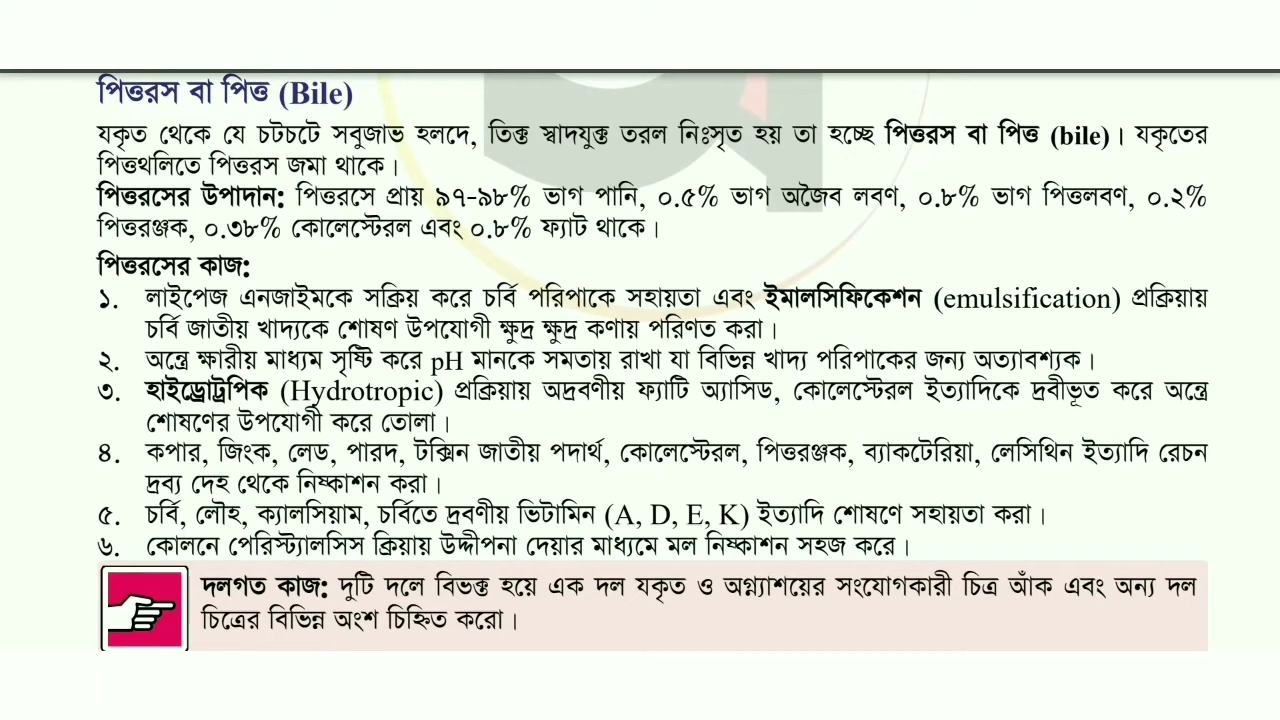 পিত্তরস বা পিত্ত (Bile)
যকৃত থেকে যে চটচটে সবুজাভ হলদে, তিক্ত স্বাদযুক্ত তরল নিঃসৃত হয় তা হচ্ছে পিত্তরস বা পিত্ত (bile)। যকৃতের
পিত্তথলিতে পিত্তরস জমা থাকে।
পিত্তরসের উপাদান: পিত্তরসে প্রায় ৯৭-৯৮% ভাগ পানি, ০.৫% ভাগ অজৈব লবণ, ০.৮% ভাগ পিত্তলবণ, ০.২%
পিত্তরঞ্জক, ০.৩৮% কোলেস্টেরল এবং ০.৮% ফ্যাট থাকে।
পিত্তরসের কাজ:
১. লাইপেজ এনজাইমকে সক্রিয় করে চর্বি পরিপাকে সহায়তা এবং ইমালসিফিকেশন (emulsification) প্রক্রিয়ায়
চর্বি জাতীয় খাদ্যকে শোষণ উপযোগী ক্ষুদ্র ক্ষুদ্র কণায় পরিণত করা।
২. অন্ত্রে ক্ষারীয় মাধ্যম সৃষ্টি করে pH মানকে সমতায় রাখা যা বিভিন্ন খাদ্য পরিপাকের জন্য অত্যাবশ্যক।
৩. হাইড্রোট্রপিক (Hydrotropic) প্রক্রিয়ায় অদ্রবণীয় ফ্যাটি অ্যাসিড, কোলেস্টেরল ইত্যাদিকে দ্রবীভূত করে অন্ত্রে
শোষণের উপযোগী করে তোলা।
৪. কপার, জিংক, লেড, পারদ, টক্সিন জাতীয় পদার্থ, কোলেস্টেরল, পিত্তরঞ্জক, ব্যাকটেরিয়া, লেসিথিন ইত্যাদি রেচন
দ্রব্য দেহ থেকে নিষ্কাশন করা।
৫. চর্বি, লৌহ, ক্যালসিয়াম, চর্বিতে দ্রবণীয় ভিটামিন (A, D, E, K) ইত্যাদি শোষণে সহায়তা করা।
৬. কোলনে পেরিস্ট্যালসিস ক্রিয়ায় উদ্দীপনা দেয়ার মাধ্যমে মল নিষ্কাশন সহজ করে।
দলগত কাজ: দুটি দলে বিভক্ত হয়ে এক দল যকৃত ও অগ্ন্যাশয়ের সংযোগকারী চিত্র আঁক এবং অন্য দল
চিত্রের বিভিন্ন অংশ চিহ্নিত করো।